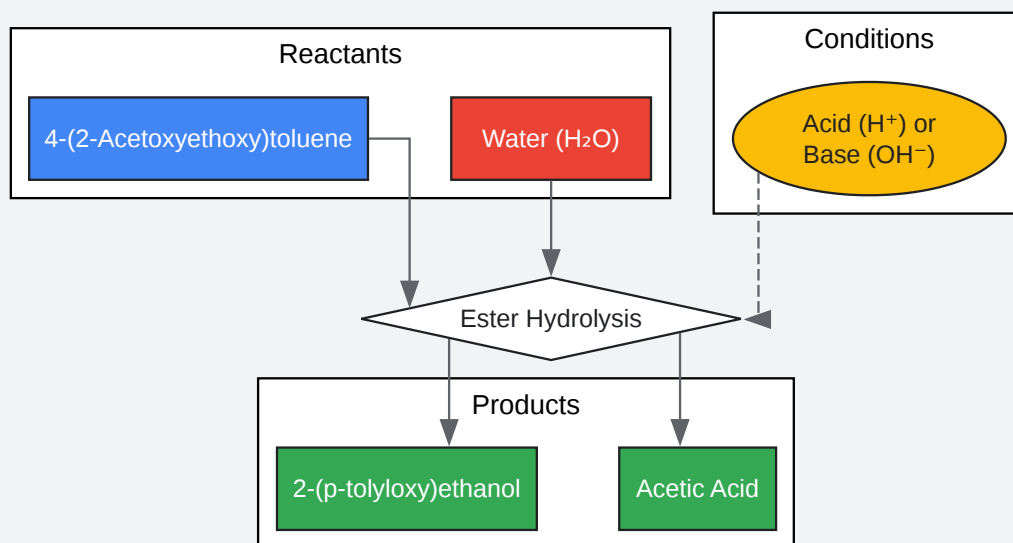 Reactants
Conditions
4-(2-Acetoxyethoxy)toluene
Water (H₂O)
Acid (H⁺) or
Base (OH⁻)
Ester Hydrolysis
Products
2-(p-tolyloxy)ethanol
Acetic Acid